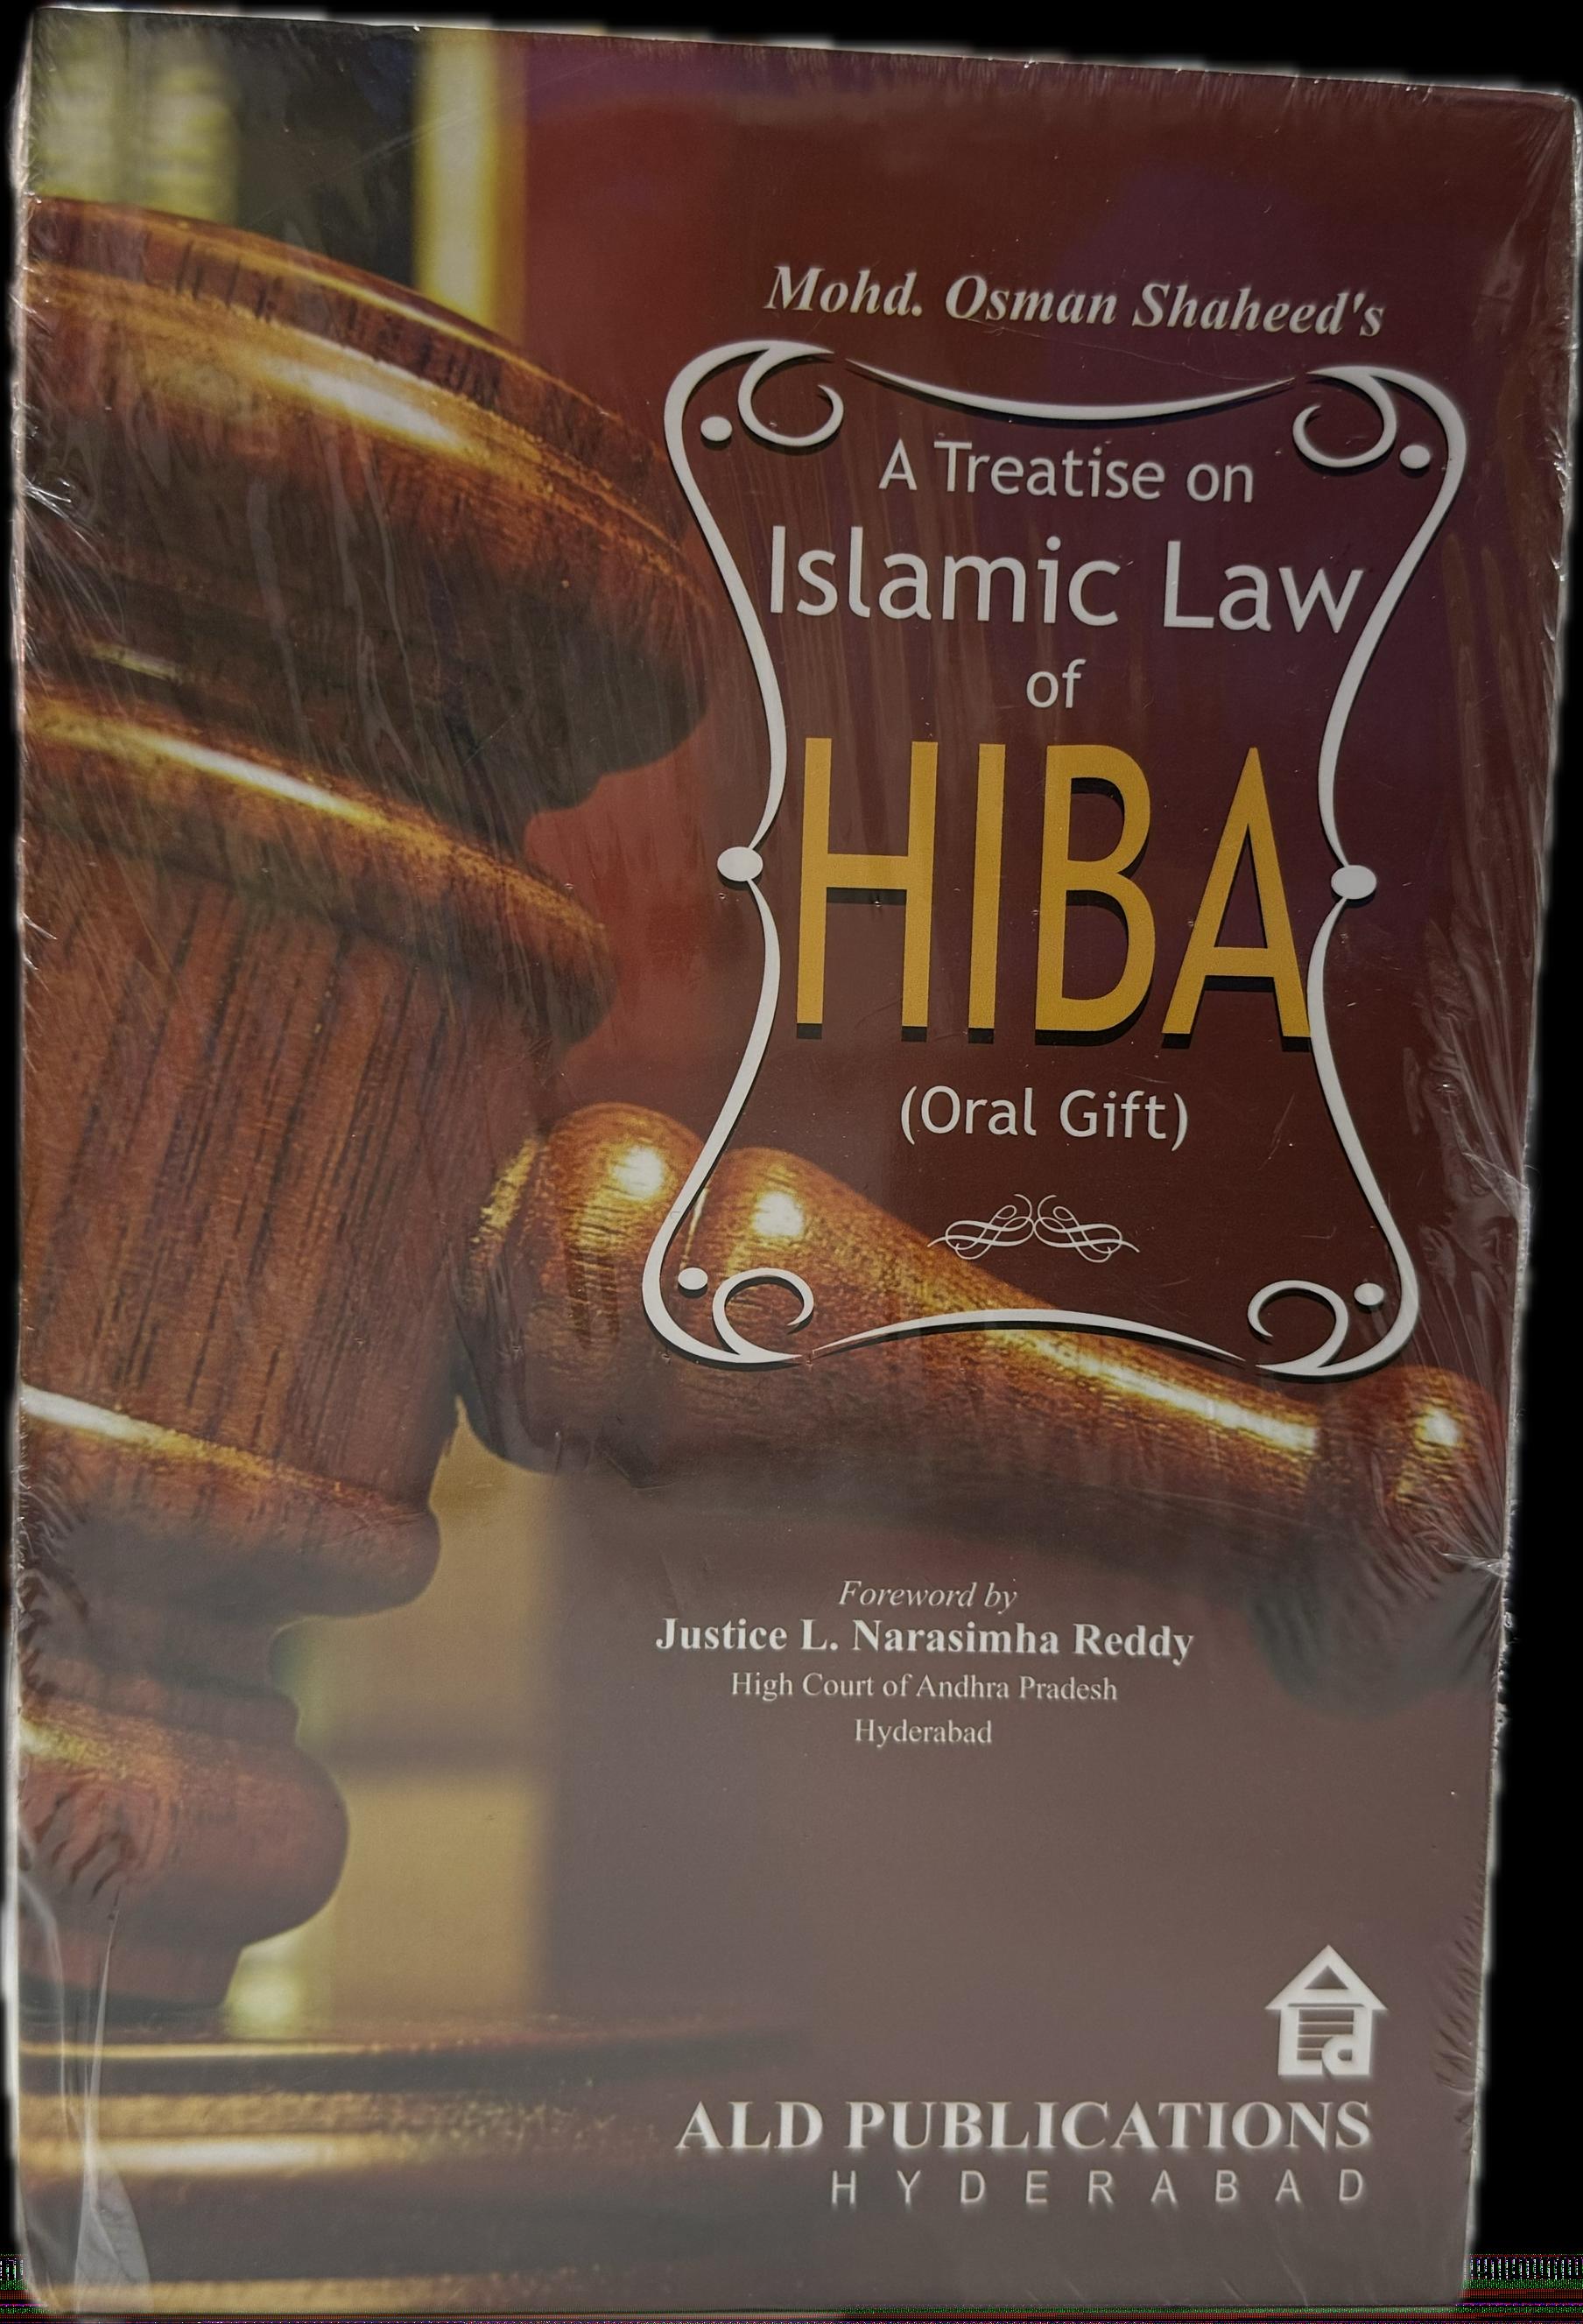 Mohd. Osman Shaheed's
A Treatise on
Islamic Law
of
HIBA
(Oral Gift)
Foreword by
Justice L. Narasimha Reddy
High Court of Andhra Pradesh
Hyderabad
ALd
ALD PUBLICATIONS
HYDERABAD